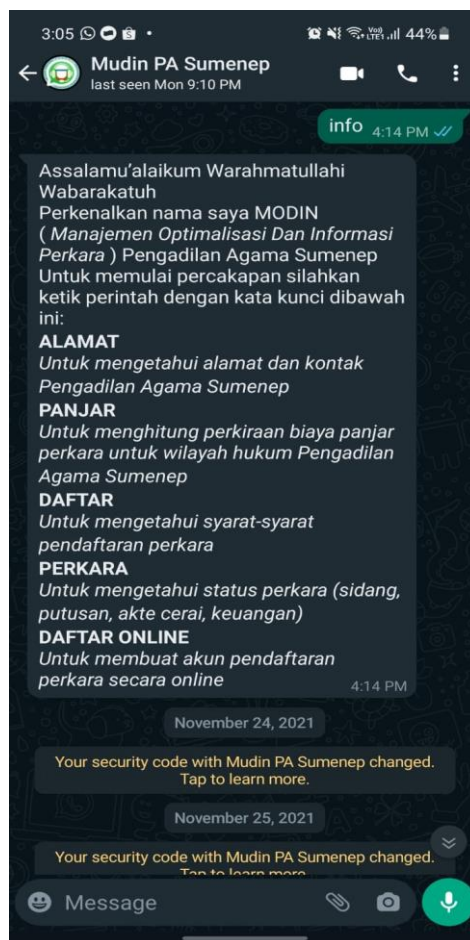 3:05 44%
Mudin PA Sumenep
last seen Mon 9:10 PM
info 4:14 PM
Assalamu’alaikum Warahmatullahi
Wabarakatuh
Perkenalkan nama saya MODIN
( Manajemen Optimalisasi Dan Informasi
Perkara ) Pengadilan Agama Sumenep
Untuk memulai percakapan silahkan
ketik perintah dengan kata kunci dibawah
ini:
ALAMAT
Untuk mengetahui alamat dan kontak
Pengadilan Agama Sumenep
PANJAR
Untuk menghitung perkiraan biaya panjar
perkara untuk wilayah hukum Pengadilan
Agama Sumenep
DAFTAR
Untuk mengetahui syarat-syarat
pendaftaran perkara
PERKARA
Untuk mengetahui status perkara (sidang,
putusan, akte cerai, keuangan)
DAFTAR ONLINE
Untuk membuat akun pendaftaran
perkara secara online
4:14 PM
November 24, 2021
Your security code with Mudin PA Sumenep changed.
Tap to learn more.
November 25, 2021
Your security code with Mudin PA Sumenep changed.
Tap to learn more.
Message